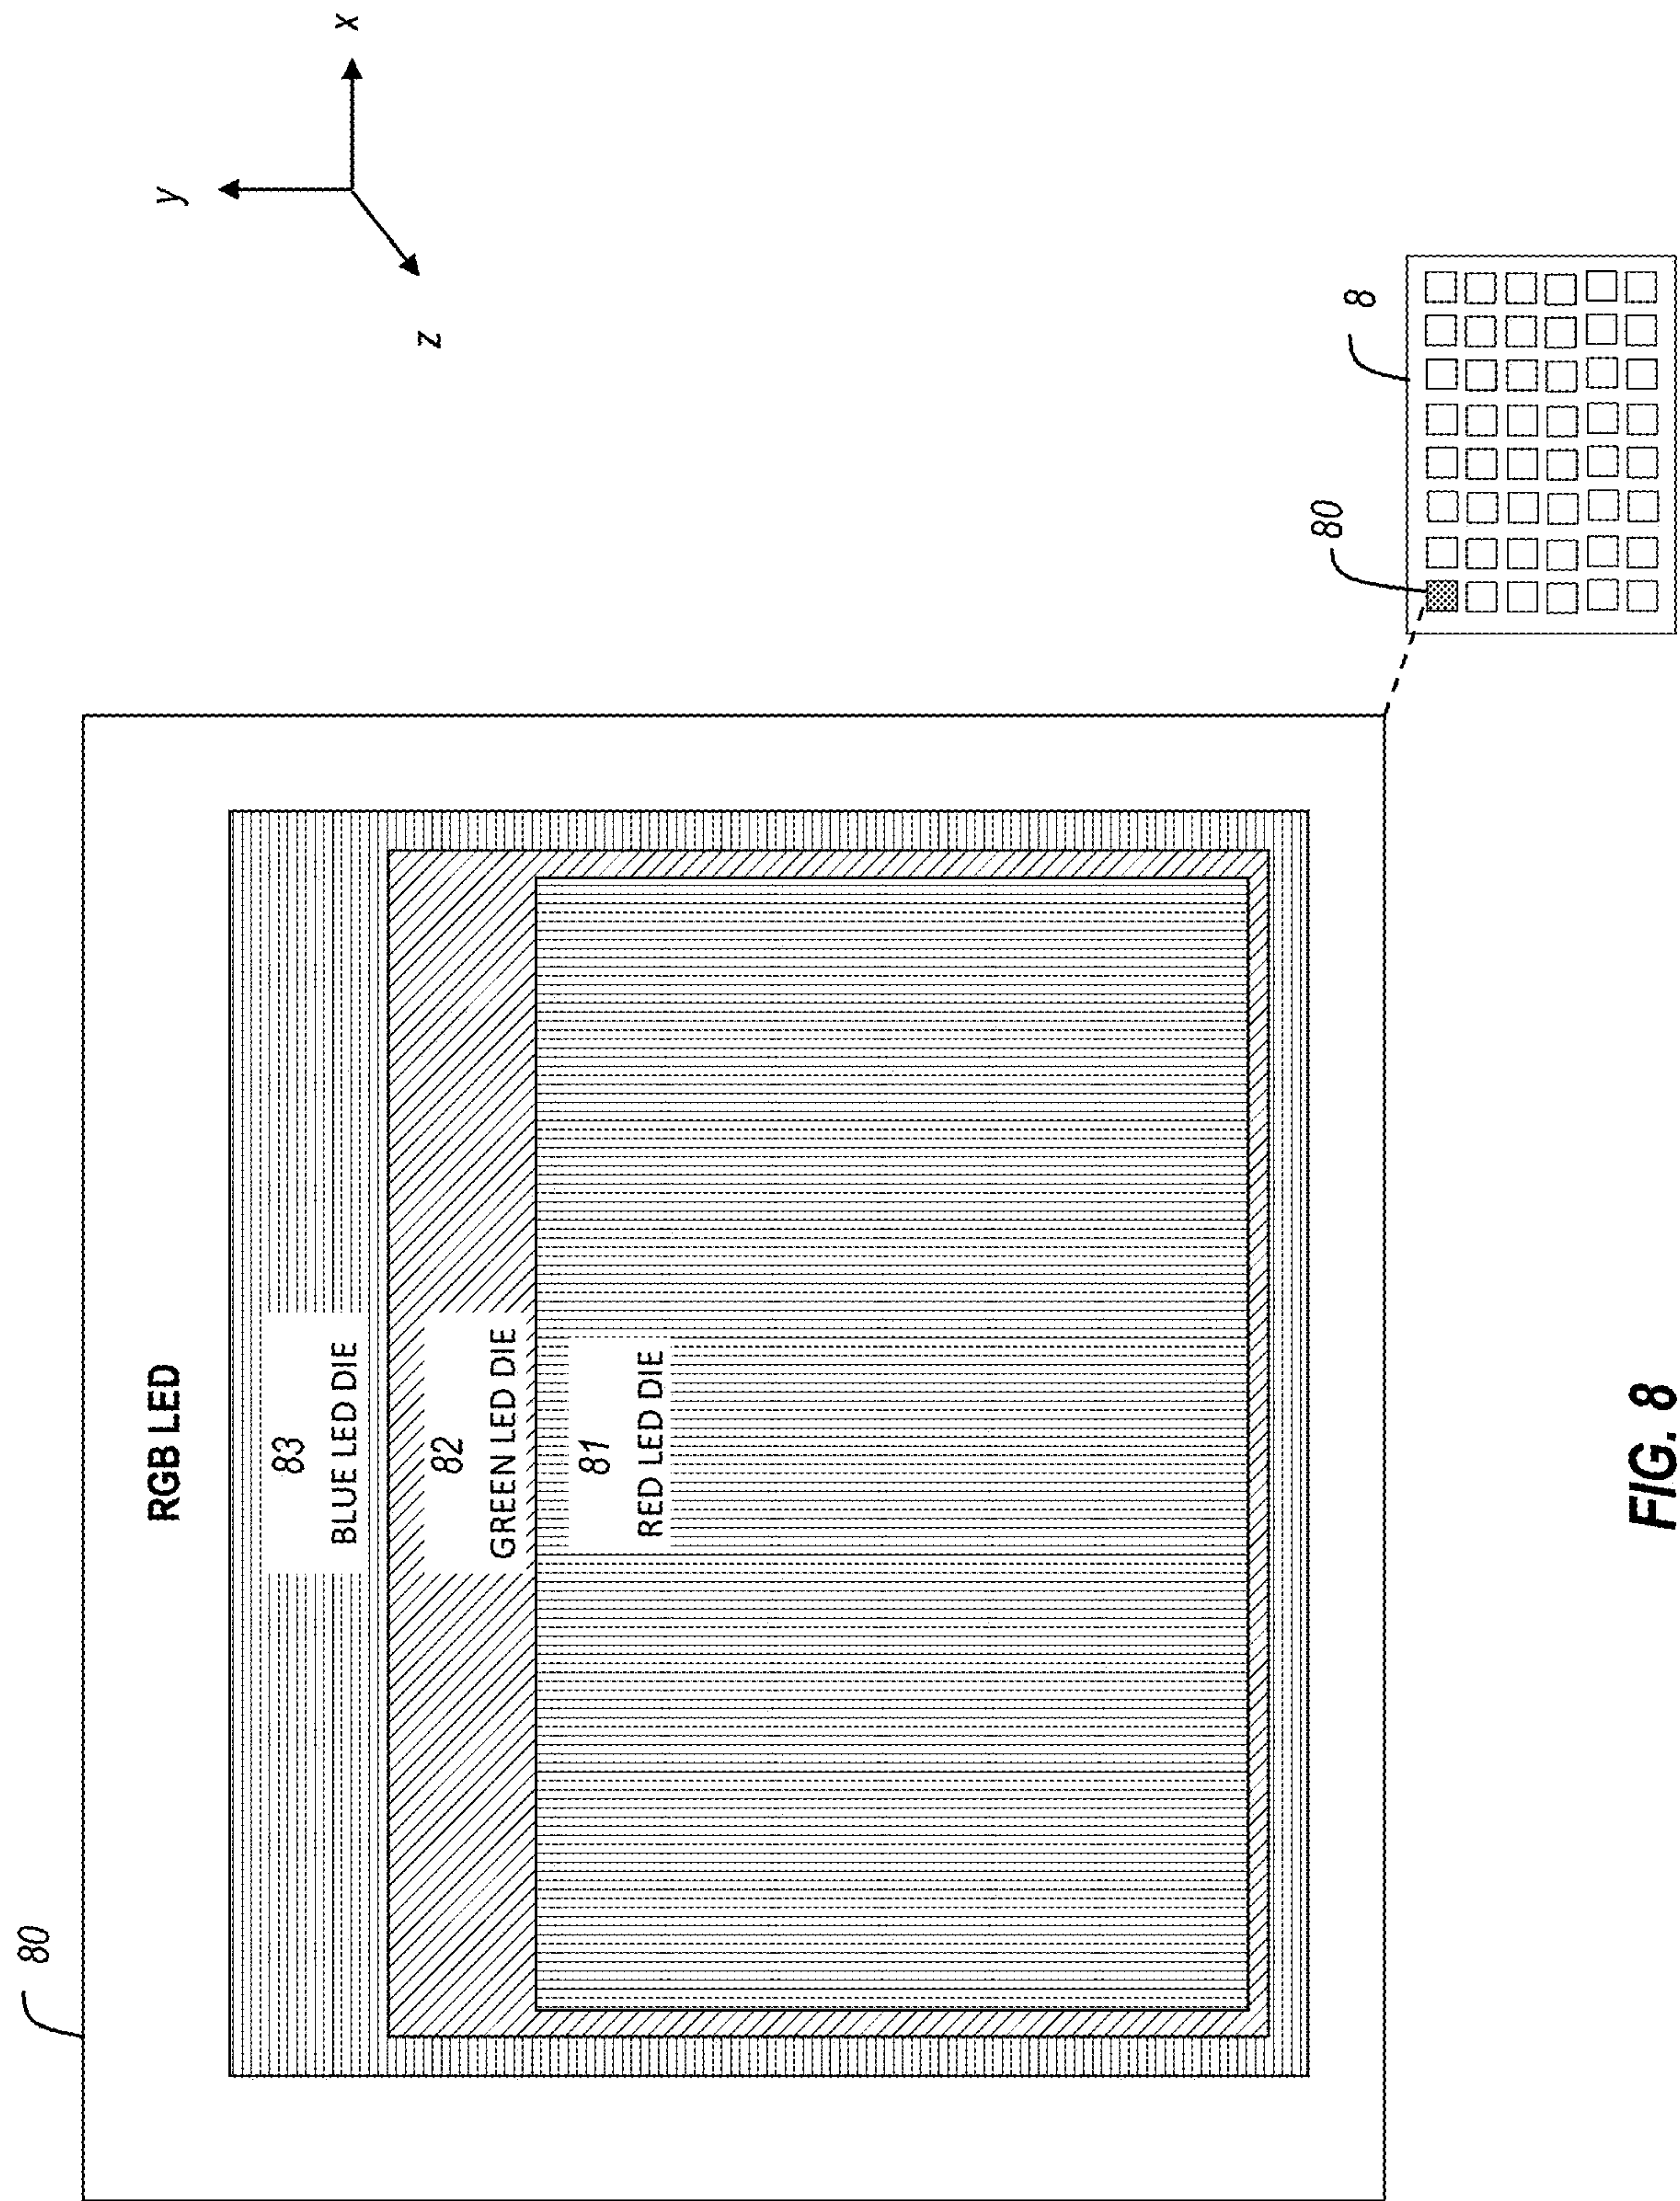 80
RGB LED
83
BLUE LED DIE
82
GREEN LED DIE
81
RED LED DIE
y
x
z
80
8
FIG. 8